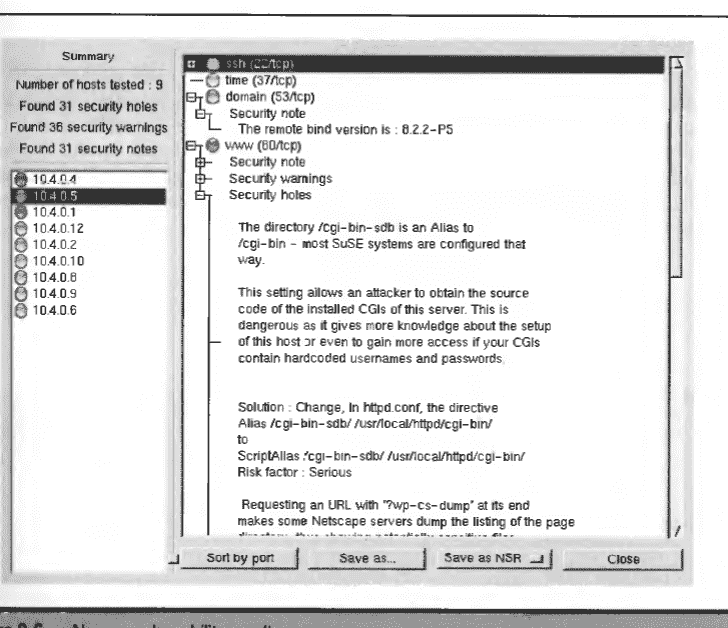 Summary
Number of hosts tested : 9
Found 31 security holes
Found 36 security warnings
Found 31 security notes
10.4.0.4
10.4.0.5
10.4.0.1
10.4.0.12
10.4.0.2
10.4.0.10
10.4.0.8
10.4.0.9
10.4.0.6
ssh (22/tcp)
time (37/tcp)
domain (53/tcp)
Security note
The remote bind version is : 8.2.2-P5
www (80/tcp)
Security note
Security warnings
Security holes
The directory /cgi-bin-sdb is an Alias to
/cgi-bin - most SuSE systems are configured that
way.
This setting allows an attacker to obtain the source
code of the installed CGIs of this server. This is
dangerous as it gives more knowledge about the setup
of this host or even to gain more access if your CGIs
contain hardcoded usernames and passwords.
Solution : Change, In httpd.conf, the directive
Alias /cgi-bin-sdb/ /usr/local/httpd/cgi-bin/
to
ScriptAlias /cgi-bin-sdb/ /usr/local/httpd/cgi-bin/
Risk factor : Serious
Requesting an URL with "?wp-cs-dump" at its end
makes some Netscape servers dump the listing of the page
Sort by port
Save as...
Save as NSR
Close